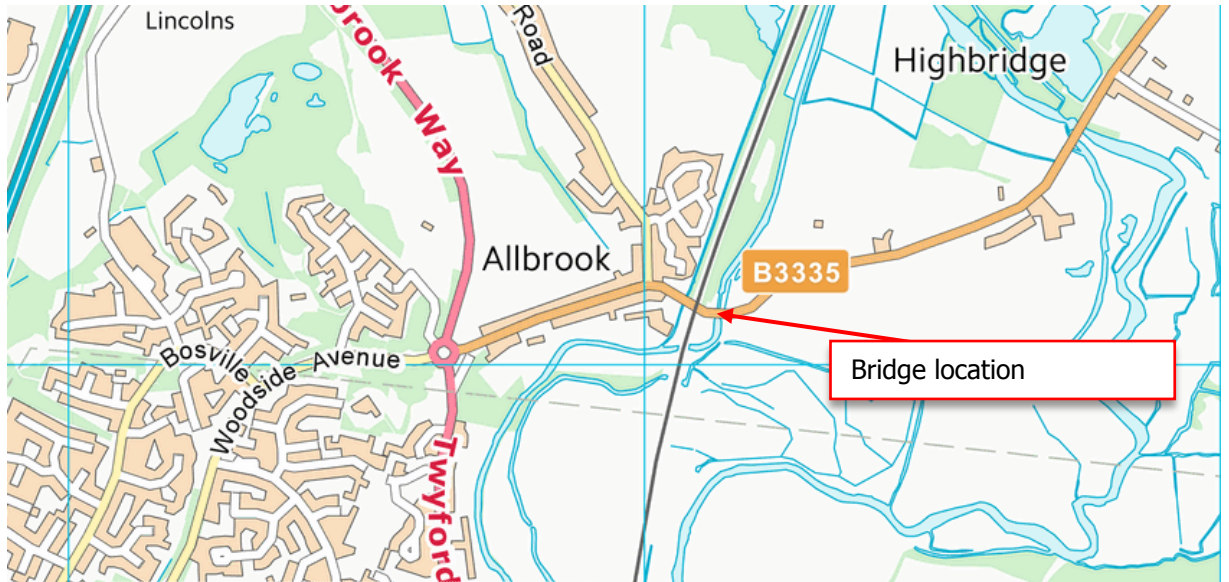 Lincolns
brook Way
Road
Highbridge
Allbrook
B3335
Bridge location
Bosville
Woodside Avenue
Twyford